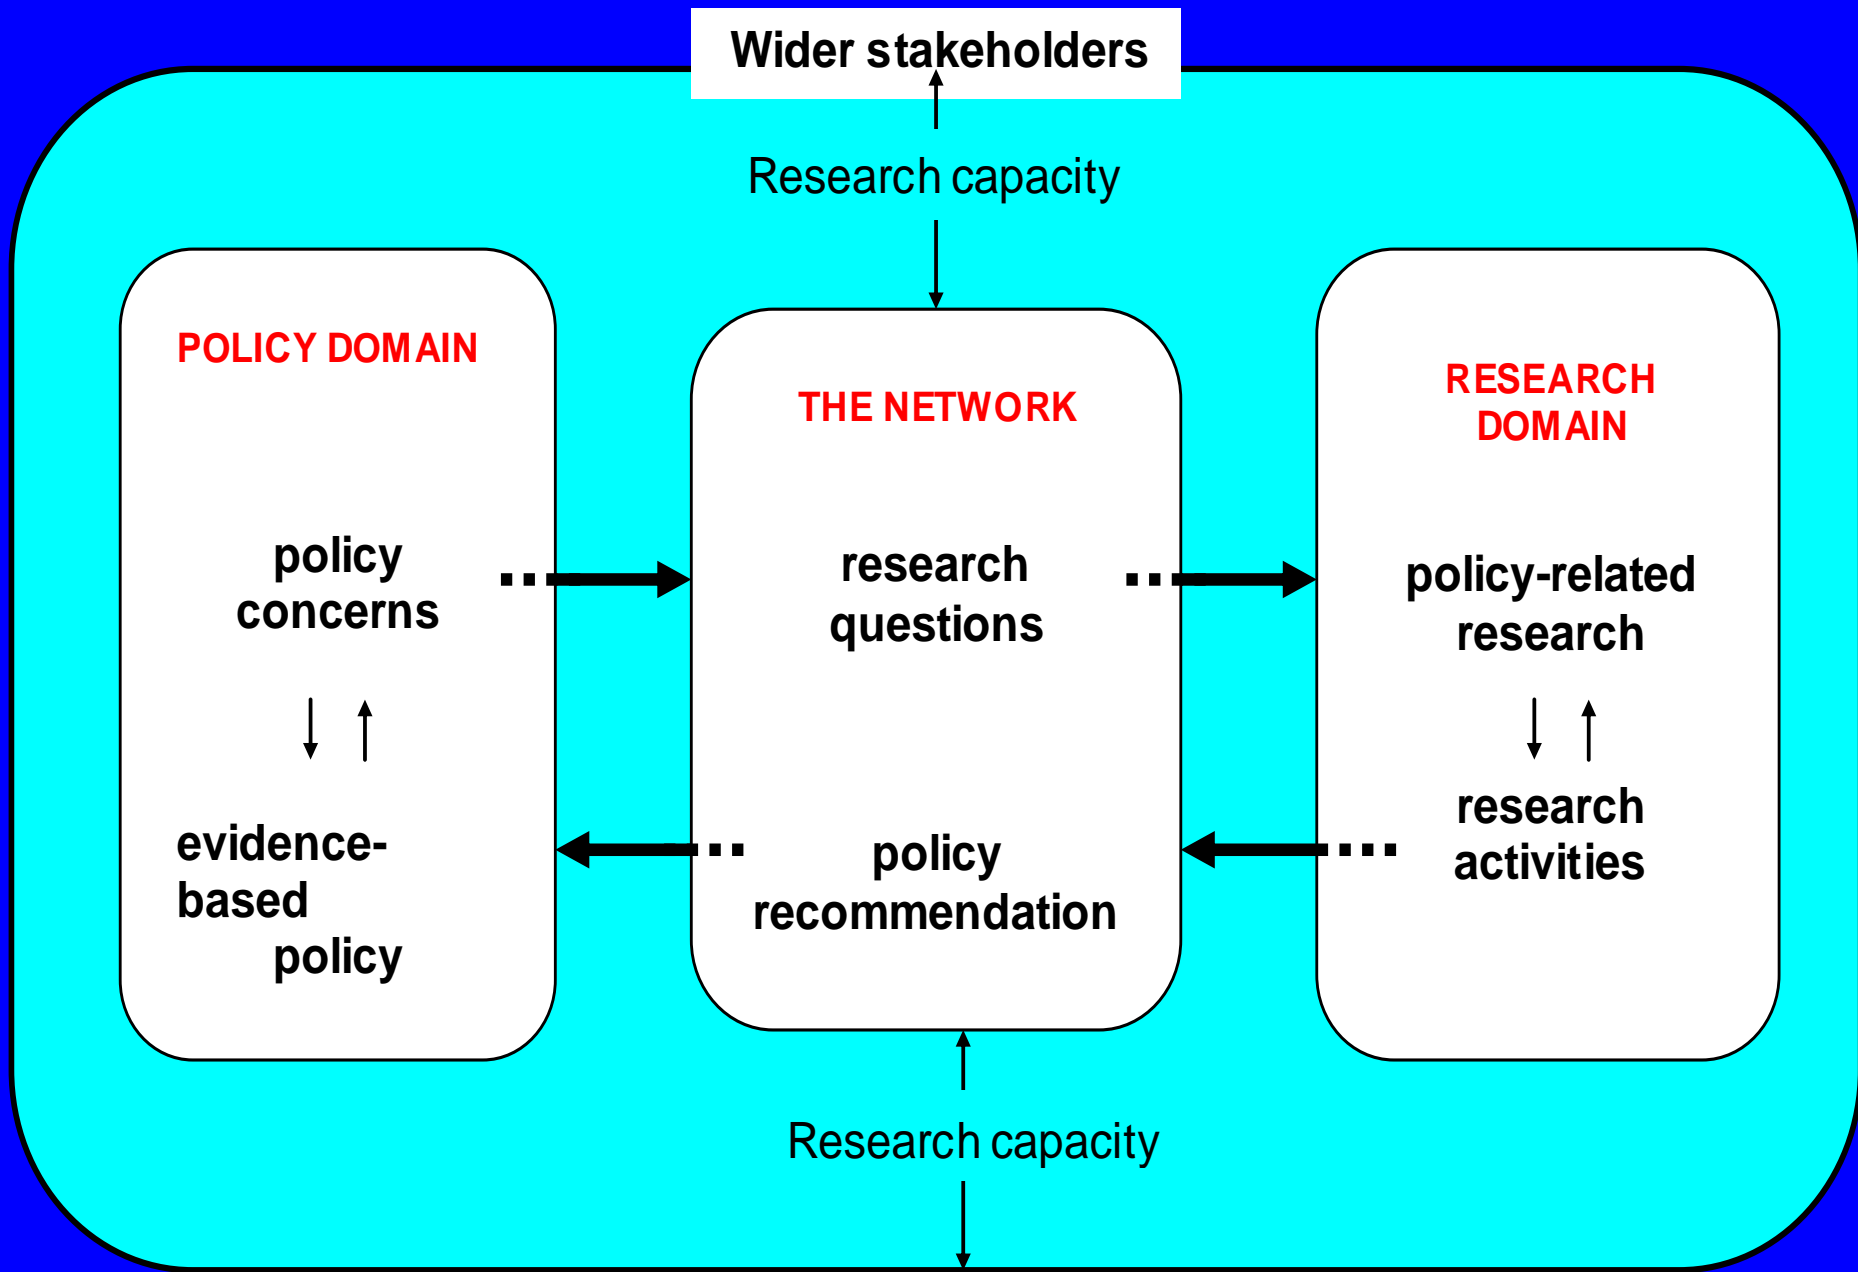 Wider stakeholders
Research capacity
POLICY DOMAIN
policy
concerns
evidence-
based
policy
THE NETWORK
research
questions
policy
recommendation
RESEARCH
DOMAIN
policy-related
research
research
activities
Research capacity